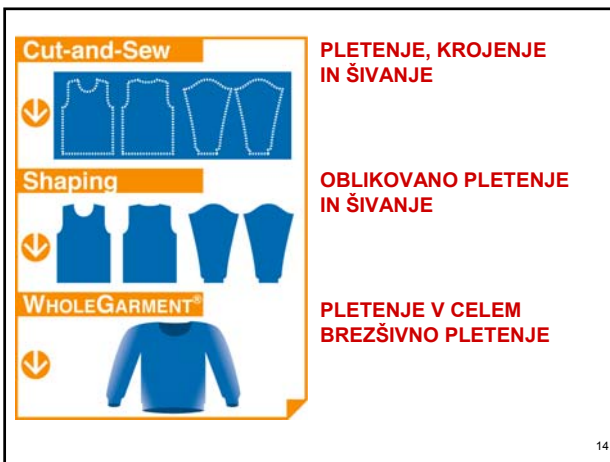 Cut-and-Sew
PLETENJE, KROJENJE
IN ŠIVANJE
Shaping
OBLIKOVANO PLETENJE
IN ŠIVANJE
WHOLEGARMENT®
PLETENJE V CELEM
BREZŠIVNO PLETENJE
14